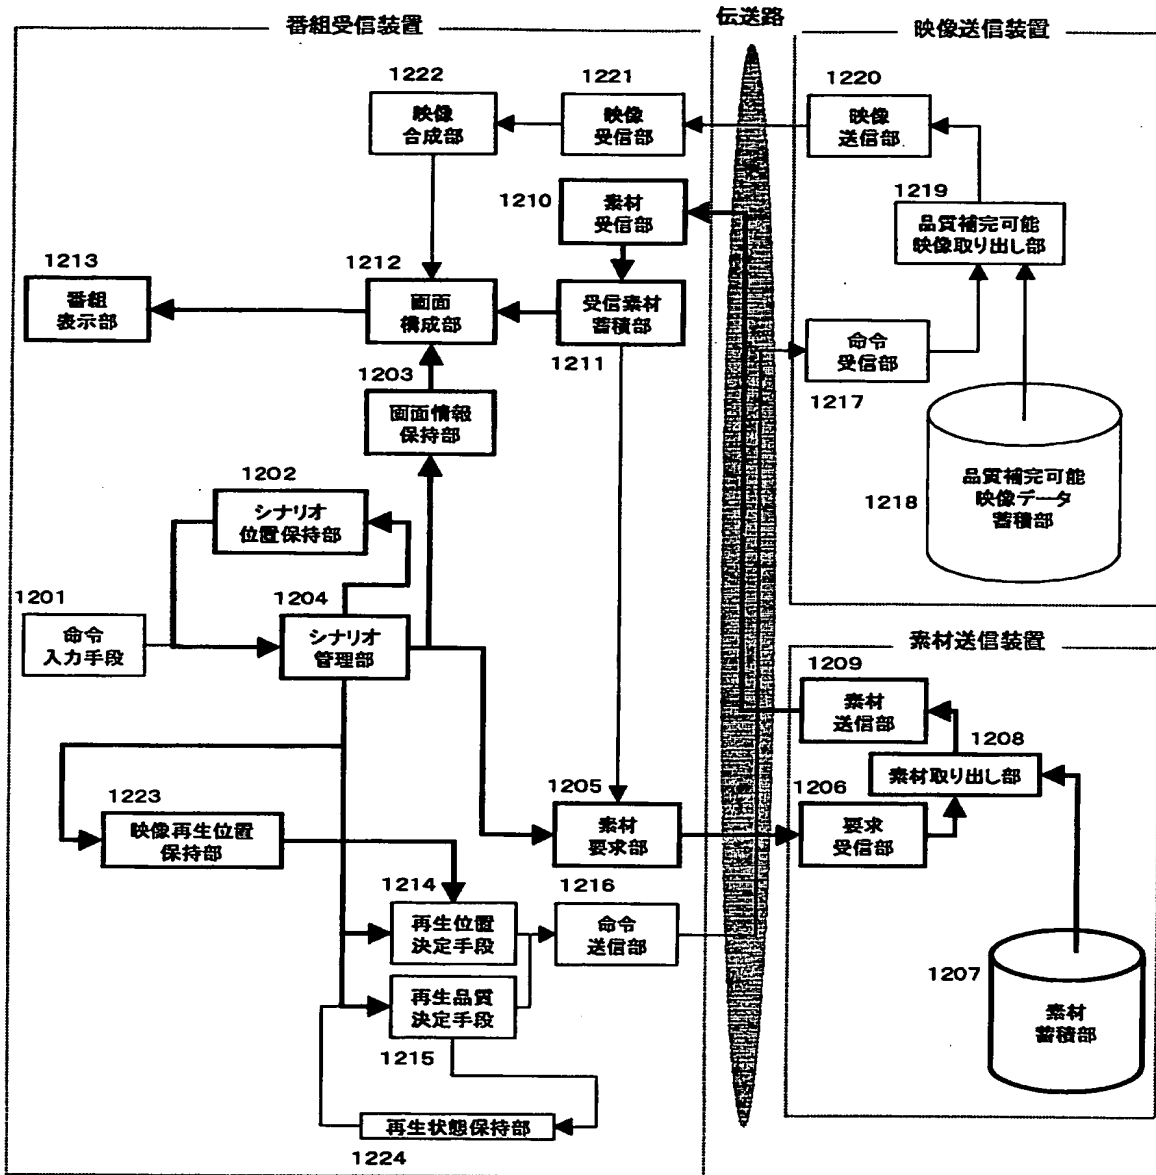 番組受信装置
伝送路
映像送信装置
1222
映像
合成部
1221
映像
受信部
1220
映像
送信部
1210
素材
受信部
1219
品質補完可能
映像取り出し部
1213
番組
表示部
1212
画面
構成部
受信素材
蓄積部
1211
命令
受信部
1217
1203
画面情報
保持部
1218
品質補完可能
映像データ
蓄積部
1202
シナリオ
位置保持部
1201
命令
入力手段
1204
シナリオ
管理部
素材送信装置
1209
素材
送信部
1208
素材取り出し部
1223
映像再生位置
保持部
1205
素材
要求部
1206
要求
受信部
1214
再生位置
決定手段
1216
命令
送信部
再生品質
決定手段
1215
1207
素材
蓄積部
再生状態保持部
1224